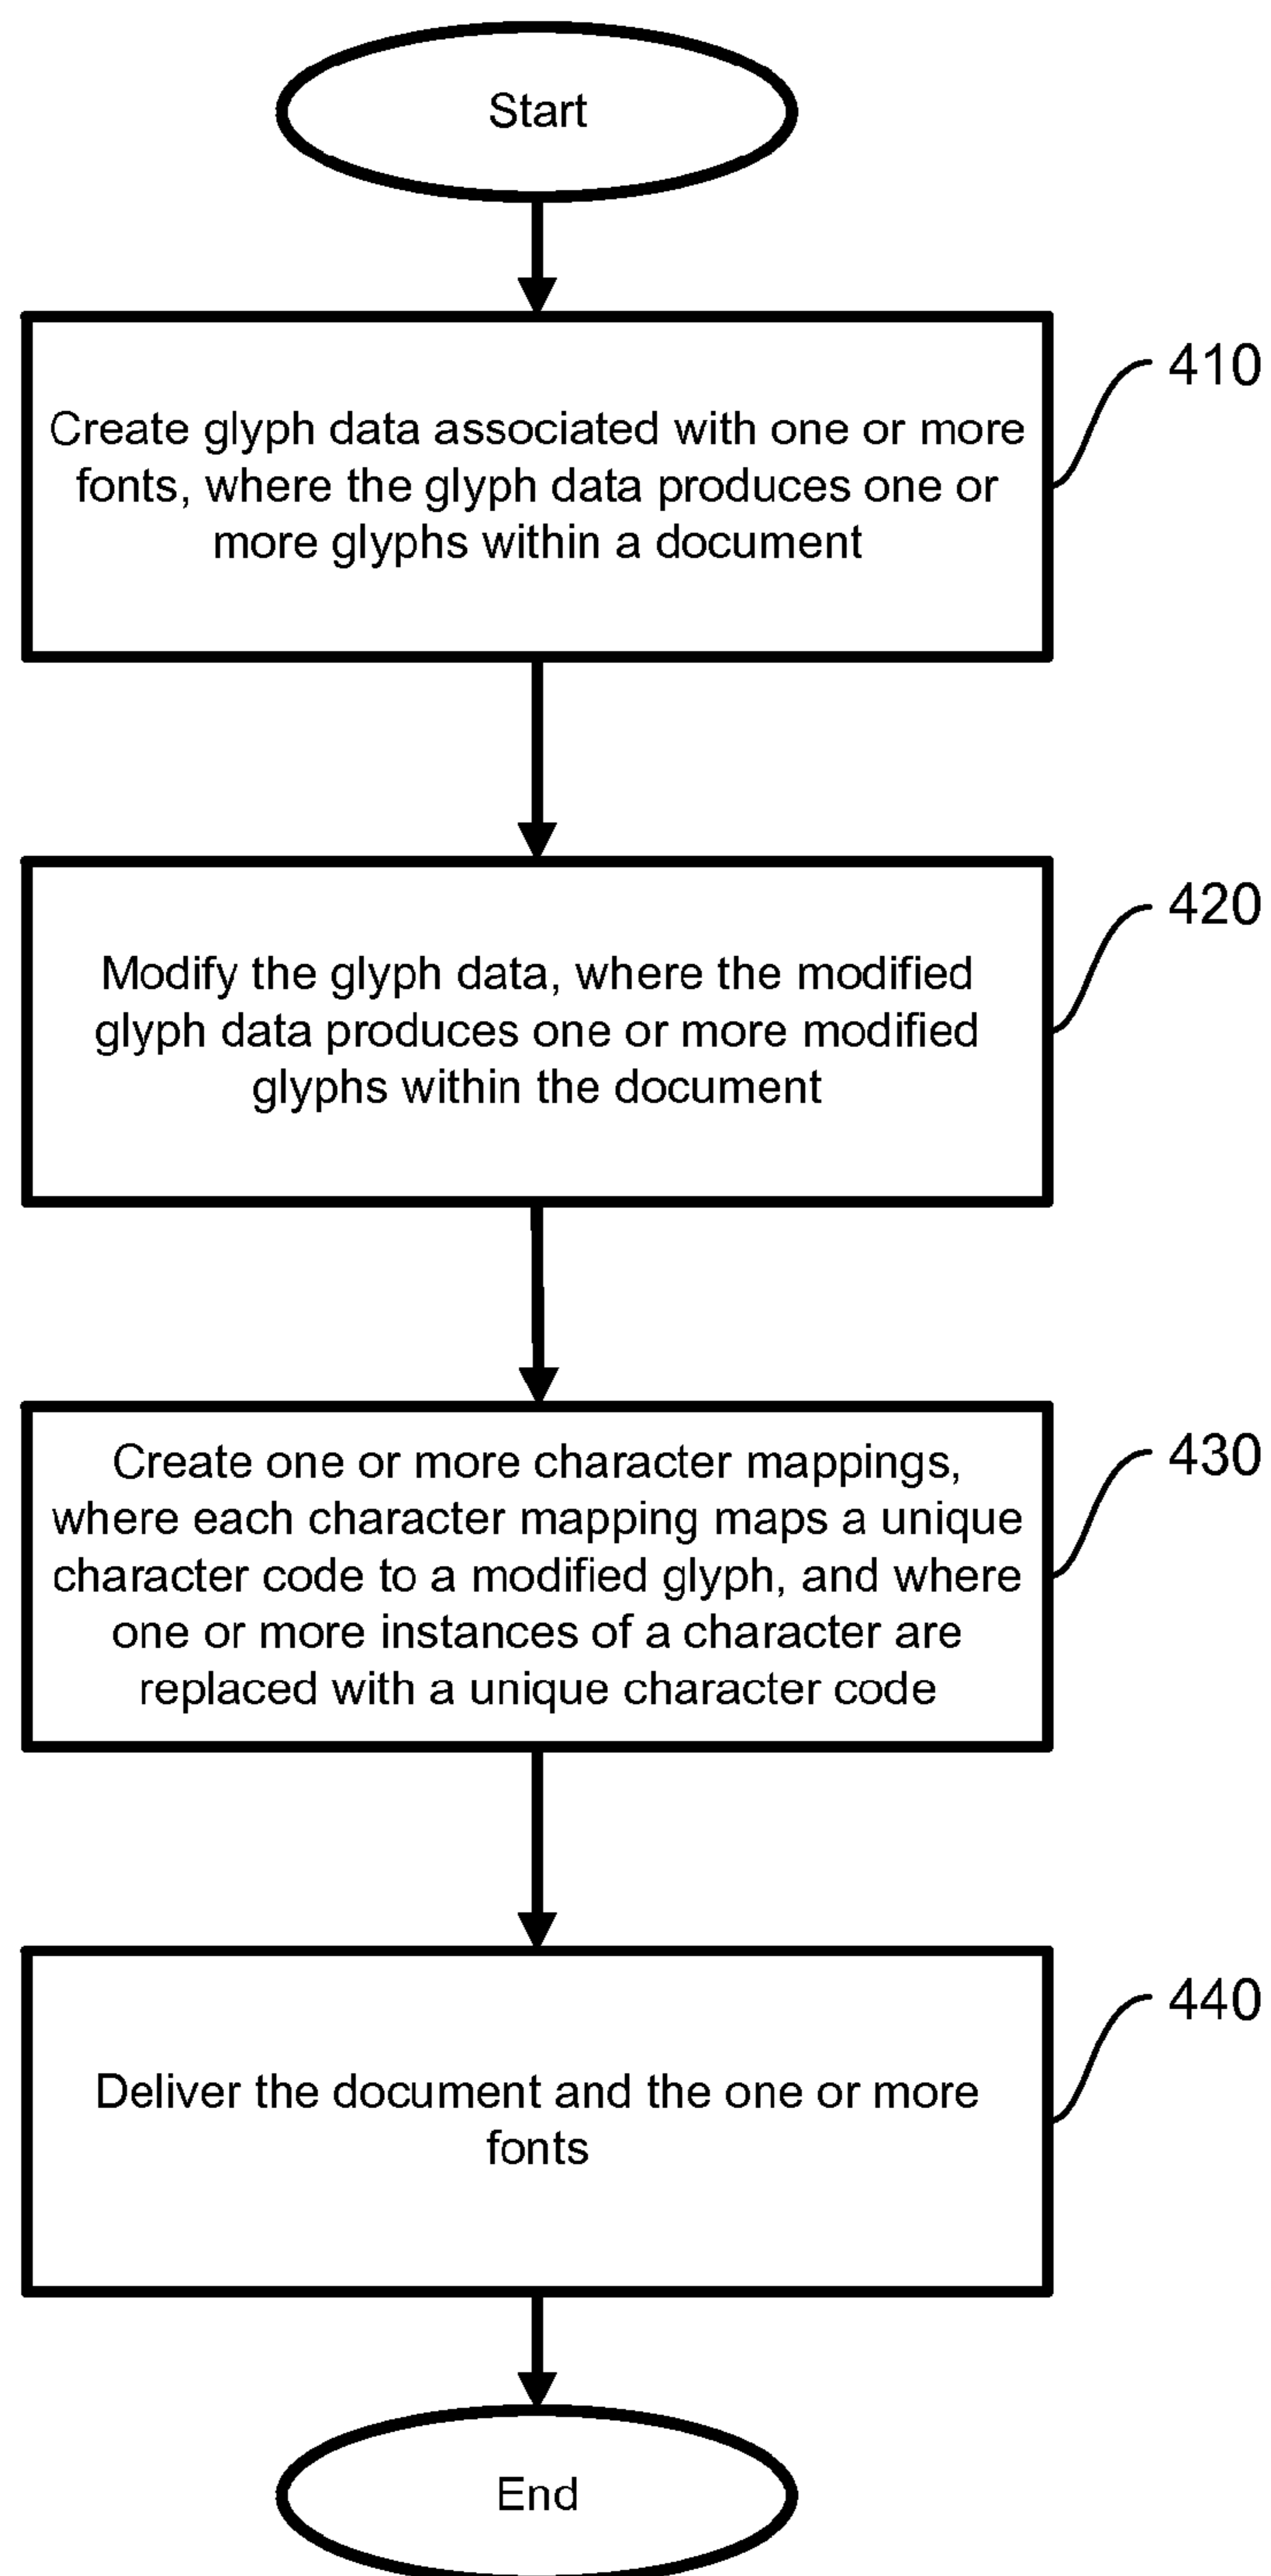 Start
410
Create glyph data associated with one or more
fonts, where the glyph data produces one or
more glyphs within a document
420
Modify the glyph data, where the modified
glyph data produces one or more modified
glyphs within the document
430
Create one or more character mappings,
where each character mapping maps a unique
character code to a modified glyph, and where
one or more instances of a character are
replaced with a unique character code
440
Deliver the document and the one or more
fonts
End